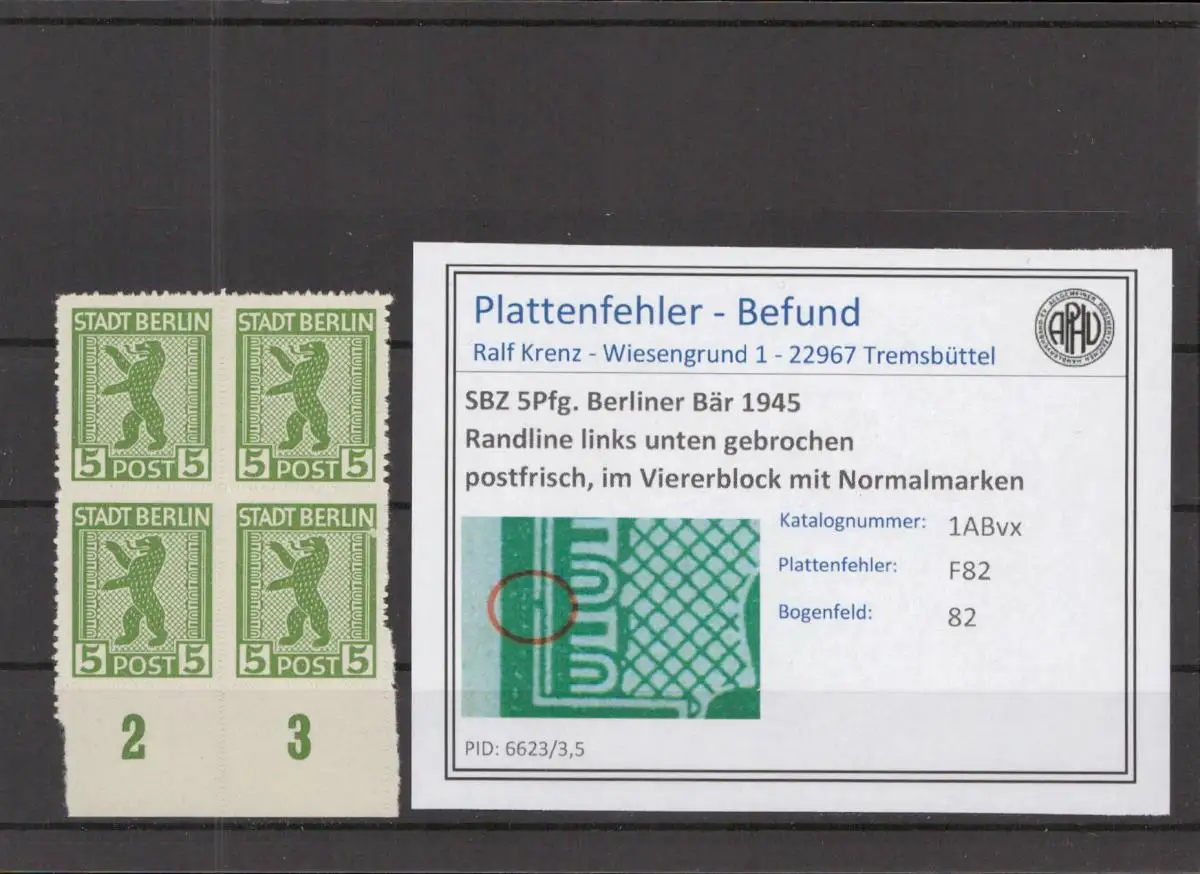 STADT BERLIN STADT BERLIN
5 POST 5 5 POST 5
STADT BERLIN STADT BERLIN
5 POST 5 5 POST 5
2 3
Plattenfehler - Befund
Ralf Krenz - Wiesengrund 1 - 22967 Tremsbüttel
APHV
SBZ 5Pfg. Berliner Bär 1945
Randline links unten gebrochen
postfrisch, im Viererblock mit Normalmarken
Katalognummer: 1ABvx
Plattenfehler: F82
Bogenfeld: 82
PID: 6623/3,5